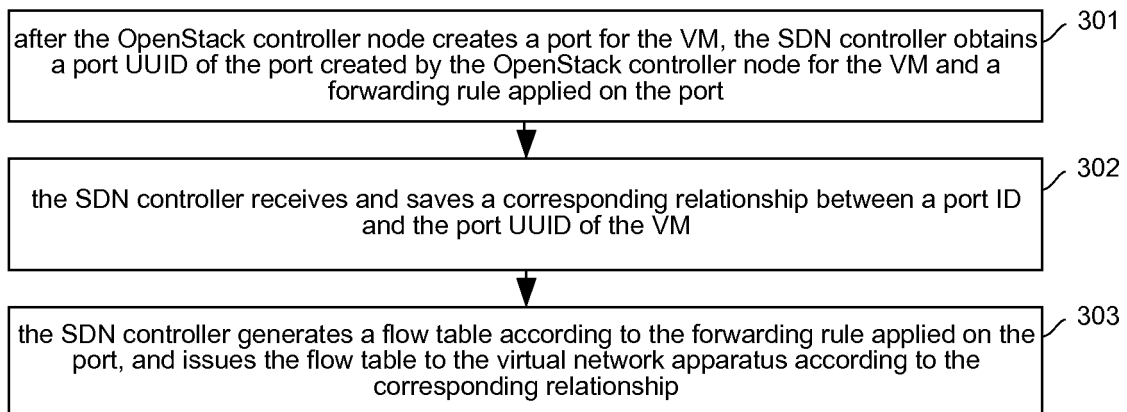 301
after the OpenStack controller node creates a port for the VM, the SDN controller obtains
a port UUID of the port created by the OpenStack controller node for the VM and a
forwarding rule applied on the port
302
the SDN controller receives and saves a corresponding relationship between a port ID
and the port UUID of the VM
303
the SDN controller generates a flow table according to the forwarding rule applied on the
port, and issues the flow table to the virtual network apparatus according to the
corresponding relationship